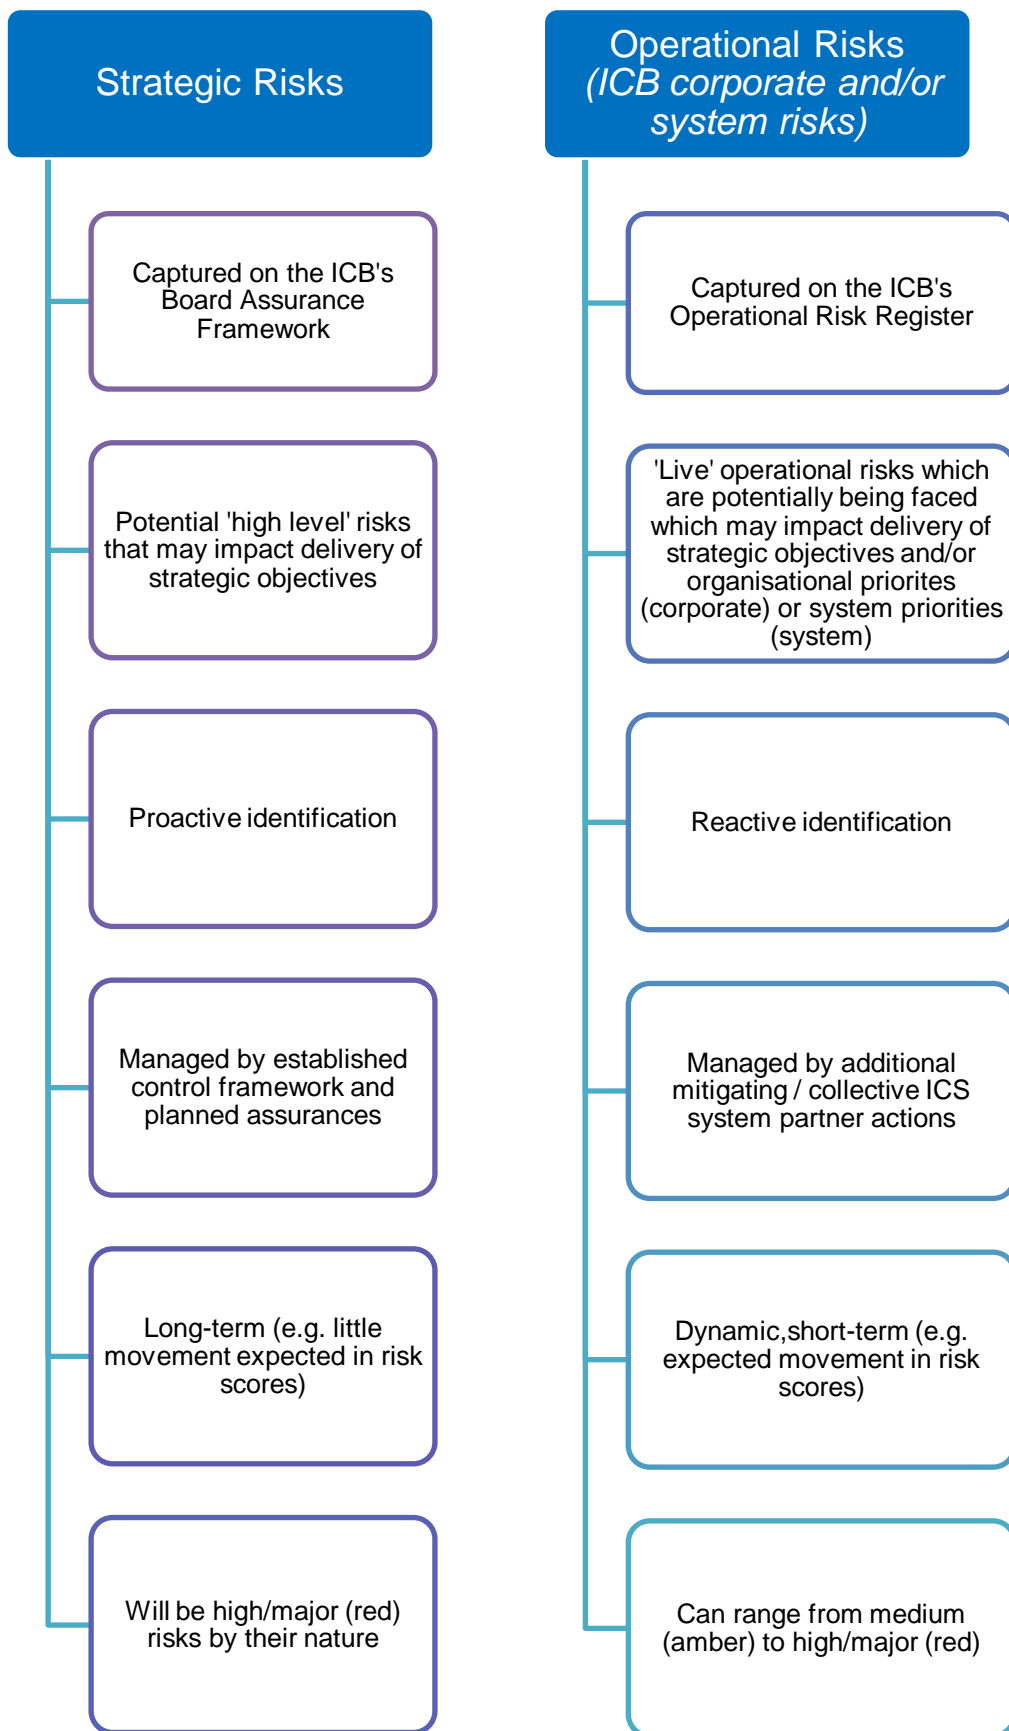 Strategic Risks
Captured on the ICB's
Board Assurance
Framework
Potential 'high level' risks
that may impact delivery of
strategic objectives
Proactive identification
Managed by established
control framework and
planned assurances
Long-term (e.g. little
movement expected in risk
scores)
Will be high/major (red)
risks by their nature
Operational Risks
(ICB corporate and/or
system risks)
Captured on the ICB's
Operational Risk Register
'Live' operational risks which
are potentially being faced
which may impact delivery of
strategic objectives and/or
organisational priorites
(corporate) or system priorities
(system)
Reactive identification
Managed by additional
mitigating / collective ICS
system partner actions
Dynamic,short-term (e.g.
expected movement in risk
scores)
Can range from medium
(amber) to high/major (red)